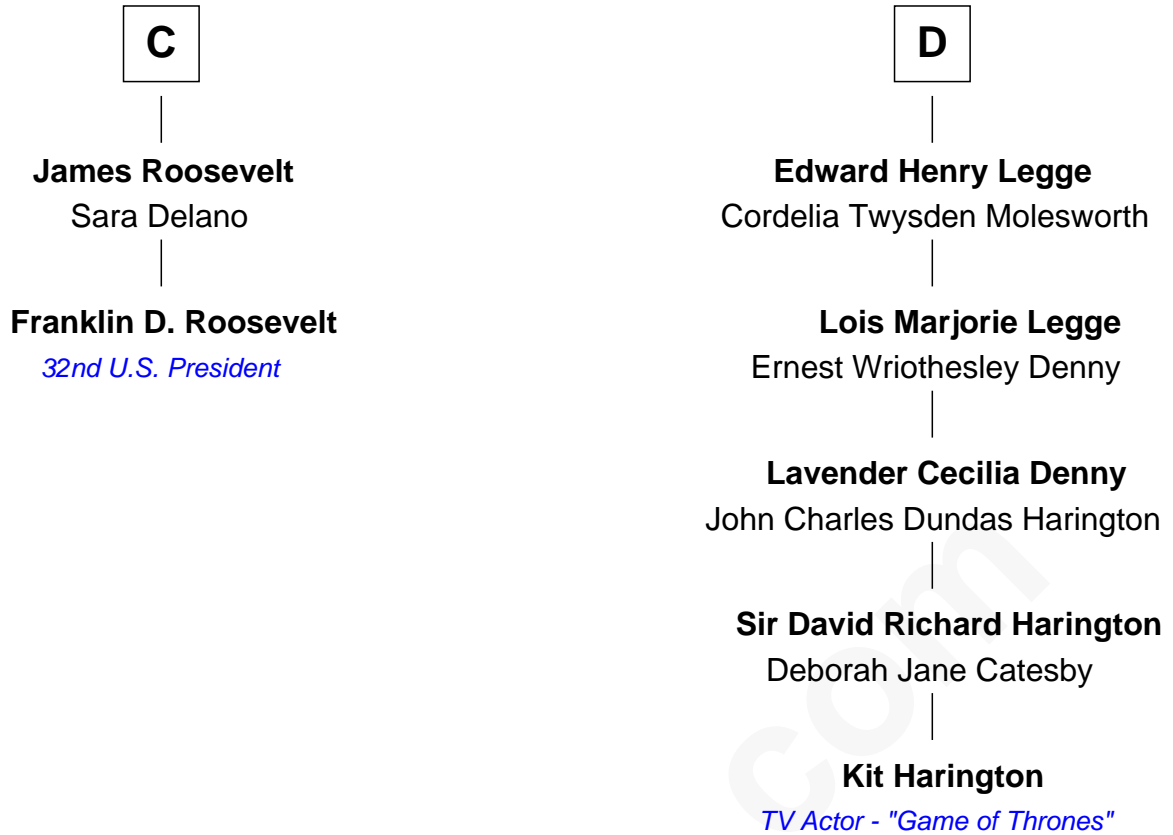 C
James Roosevelt
Sara Delano
Franklin D. Roosevelt
32nd U.S. President
D
Edward Henry Legge
Cordelia Twysden Molesworth
Lois Marjorie Legge
Ernest Wriothesley Denny
Lavender Cecilia Denny
John Charles Dundas Harington
Sir David Richard Harington
Deborah Jane Catesby
Kit Harington
TV Actor - "Game of Thrones"
com